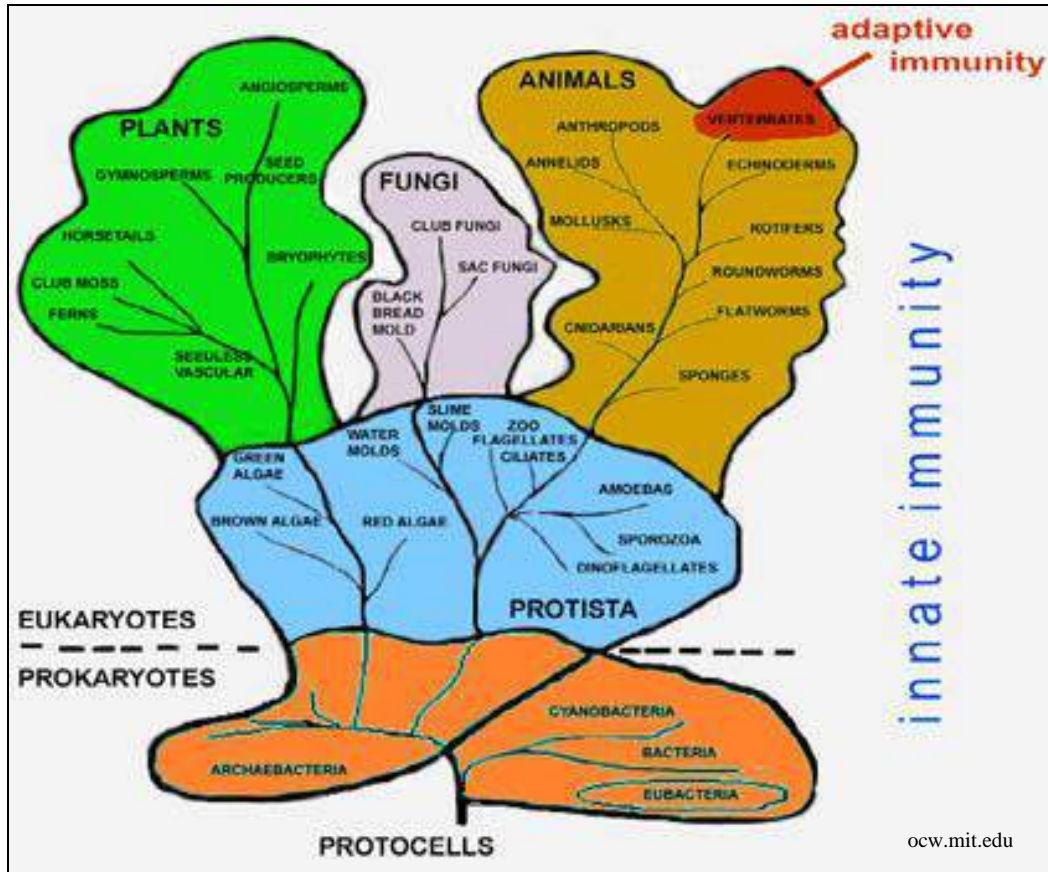 adaptive
immunity
ANIMALS
VERTEBRATES
ANTHROPODS
ECHINODERMS
ANNELIDS
MOLLUSKS
ROTIFERS
ROUNDWORMS
FLATWORMS
CNIDARIANS
SPONGES
PLANTS
ANGIOSPERMS
GYMNOSPERMS
SEED
PRODUCERS
HORSETAILS
BRYOPHYTES
CLUB MOSS
FERNS
SEEDLESS
VASCULAR
FUNGI
CLUB FUNGI
SAC FUNGI
BLACK
BREAD
MOLD
GREEN
ALGAE
WATER
MOLDS
SLIME
MOLDS
ZOO
FLAGELLATES
CILIATES
AMOEBAS
BROWN ALGAE
RED ALGAE
SPOROZOA
DINOFLAGELLATES
PROTISTA
EUKARYOTES
PROKARYOTES
CYANOBACTERIA
BACTERIA
ARCHAEBACTERIA
EUBACTERIA
PROTOCELLS
innate immunity
ocw.mit.edu